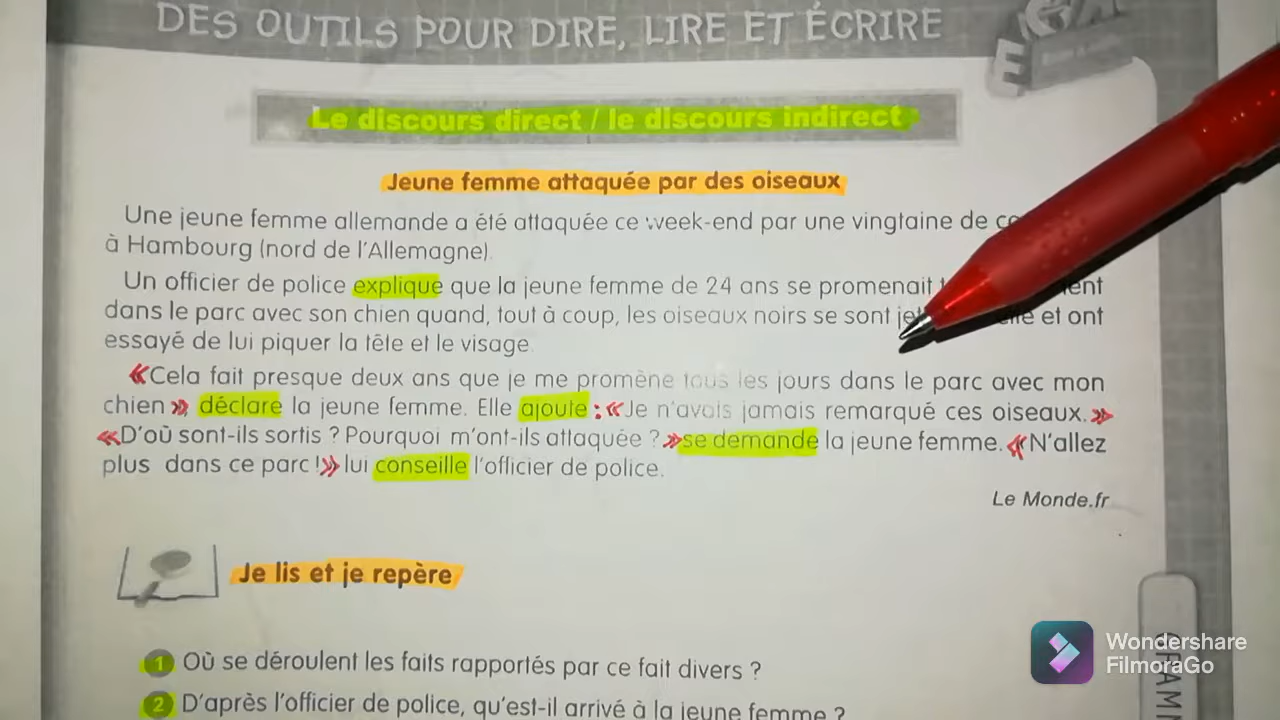 DES OUTILS POUR DIRE, LIRE ET ÉCRIRE
Le discours direct / le discours indirect
Jeune femme attaquée par des oiseaux
Une jeune femme allemande a été attaquée ce week-end par une vingtaine de
à Hambourg (nord de l'Allemagne).
Un officier de police explique que la jeune femme de 24 ans se promenait
dans le parc avec son chien quand, tout à coup, les oiseaux noirs se sont et ont
essayé de lui piquer la tête et le visage.
«Cela fait presque deux ans que je me promène tous les jours dans le parc avec mon
chien» déclare la jeune femme. Elle ajoute : «Je n'avais jamais remarqué ces oiseaux.»
«D'où sont-ils sortis ? Pourquoi m'ont-ils attaquée ?» se demande la jeune femme. «N'allez
plus dans ce parc !» lui conseille l'officier de police.
Le Monde.fr
Je lis et je repère
1 Où se déroulent les faits rapportés par ce fait divers ?
2 D'après l'officier de police, qu'est-il arrivé à la jeune femme ?
Wondershare
FilmoraGo